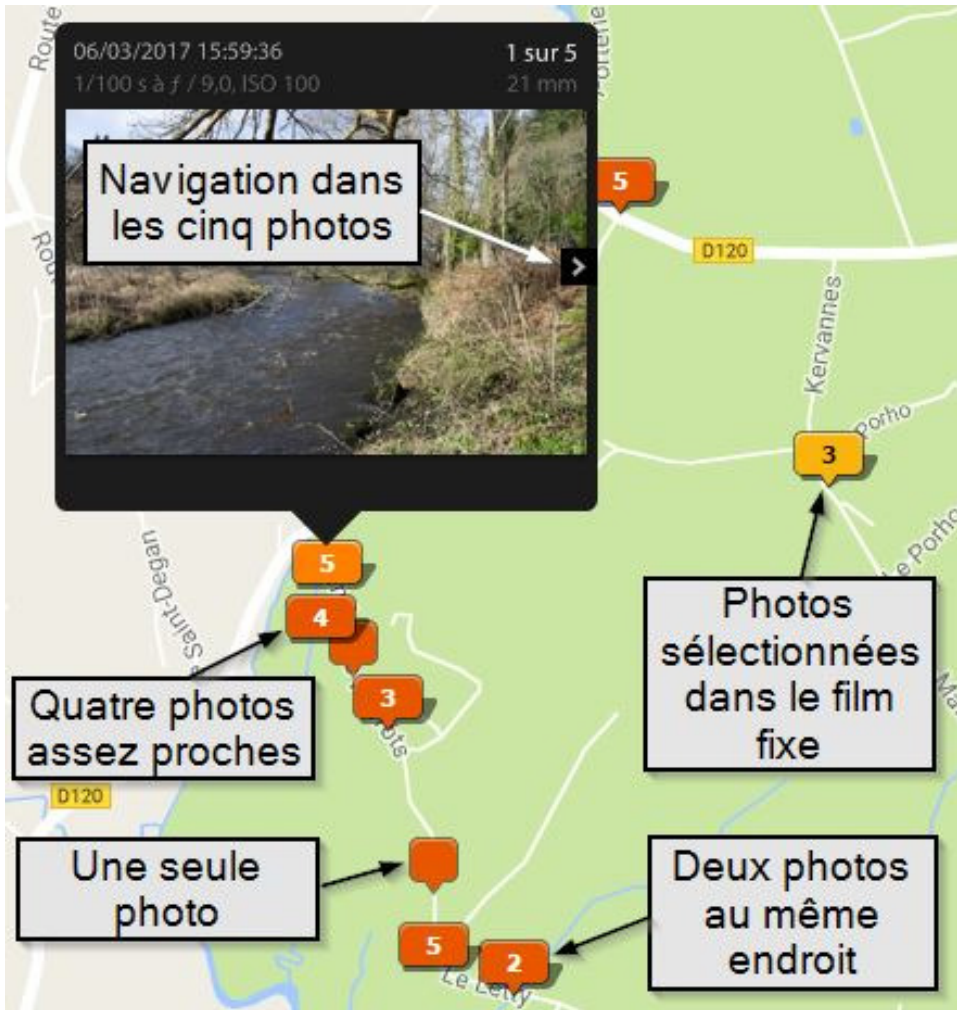 Route
06/03/2017 15:59:36
1 sur 5
1/100 s à ƒ / 9,0, ISO 100
21 mm
Navigation dans
les cinq photos
5
D120
Kervannes
Porho
3
Le Porho
Saint-Degan
5
4
3
Photos
sélectionnées
dans le film
fixe
Quatre photos
assez proches
D120
Une seule
photo
Deux photos
au même
endroit
5
2
Le Letty